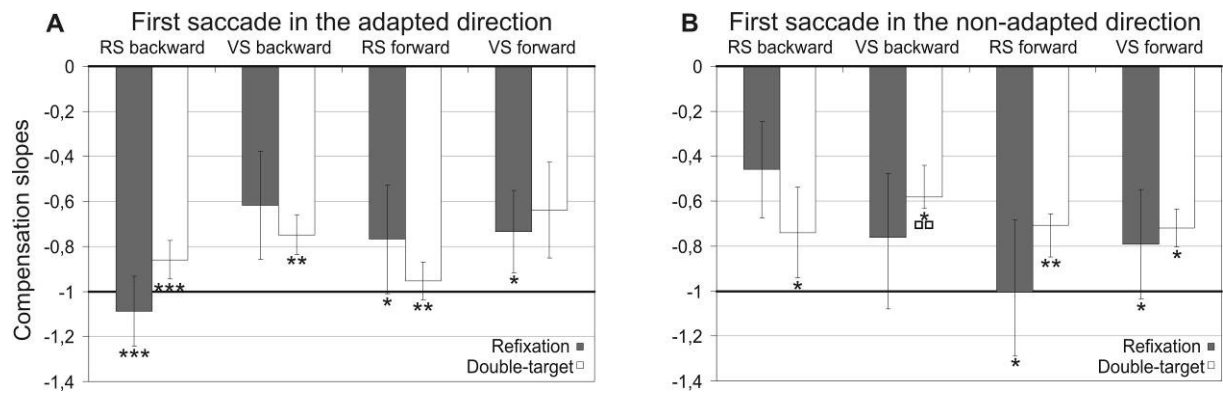 A First saccade in the adapted direction
RS backward VS backward RS forward VS forward
Compensation slopes
0
-0,2
-0,4
-0,6
-0,8
-1
-1,2
-1,4
*** *** ** * ** *
Refixation
Double-target
B First saccade in the non-adapted direction
RS backward VS backward RS forward VS forward
0
-0,2
-0,4
-0,6
-0,8
-1
-1,2
-1,4
* * * ** * *
Refixation
Double-target